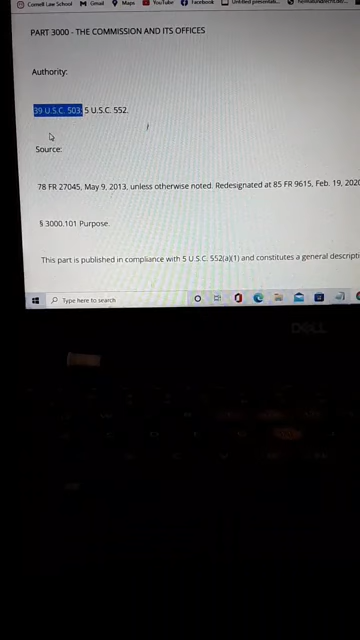 Cornell Law School Gmail Maps YouTube Facebook Untitled presentati...
PART 3000 - THE COMMISSION AND ITS OFFICES
Authority:
39 U.S.C. 503; 5 U.S.C. 552.
Source:
78 FR 27045, May 9, 2013, unless otherwise noted. Redesignated at 85 FR 9615, Feb. 19, 2020
§ 3000.101 Purpose.
This part is published in compliance with 5 U.S.C. 552(a)(1) and constitutes a general descripti
Type here to search
DELL